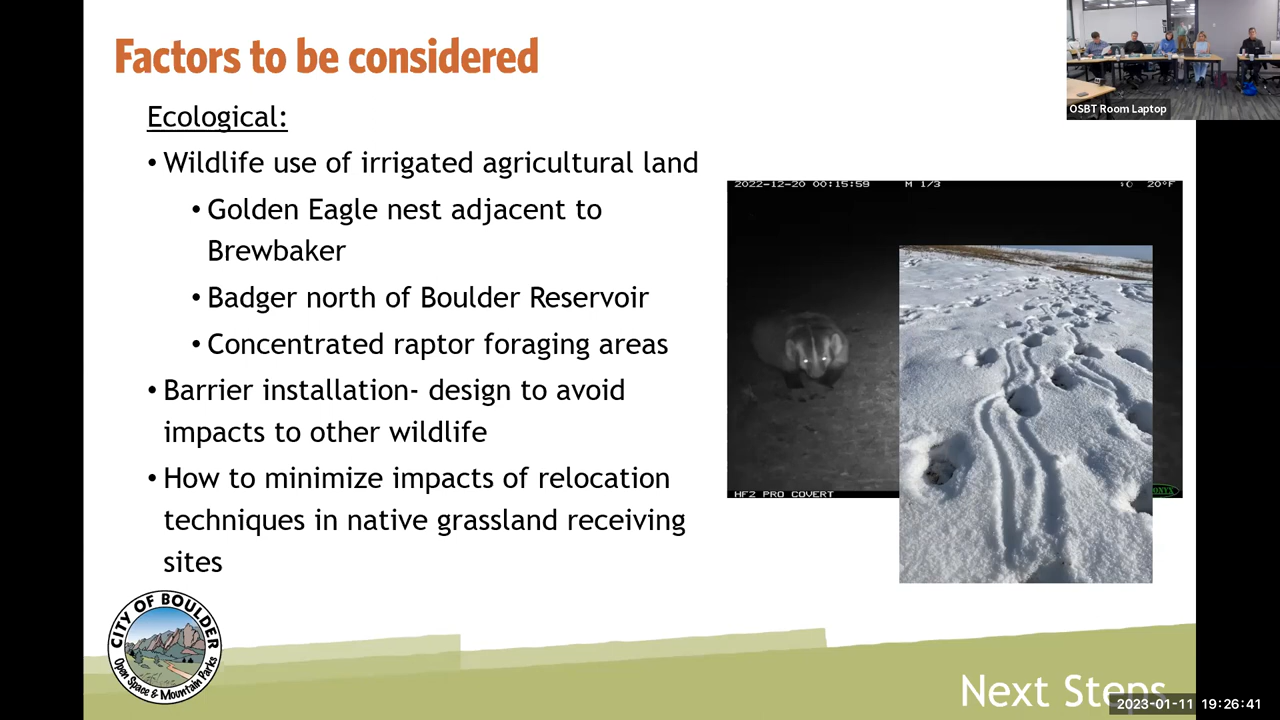 Factors to be considered
OSBT Room Laptop
Ecological:
• Wildlife use of irrigated agricultural land
• Golden Eagle nest adjacent to
Brewbaker
• Badger north of Boulder Reservoir
• Concentrated raptor foraging areas
• Barrier installation- design to avoid
impacts to other wildlife
• How to minimize impacts of relocation
techniques in native grassland receiving
sites
2022-12-20 00:15:59 M 1/3 20°F
HF2 PRO COVERT
CITY OF BOULDER
Open Space & Mountain Parks
Next Steps
2023-01-11 19:26:41